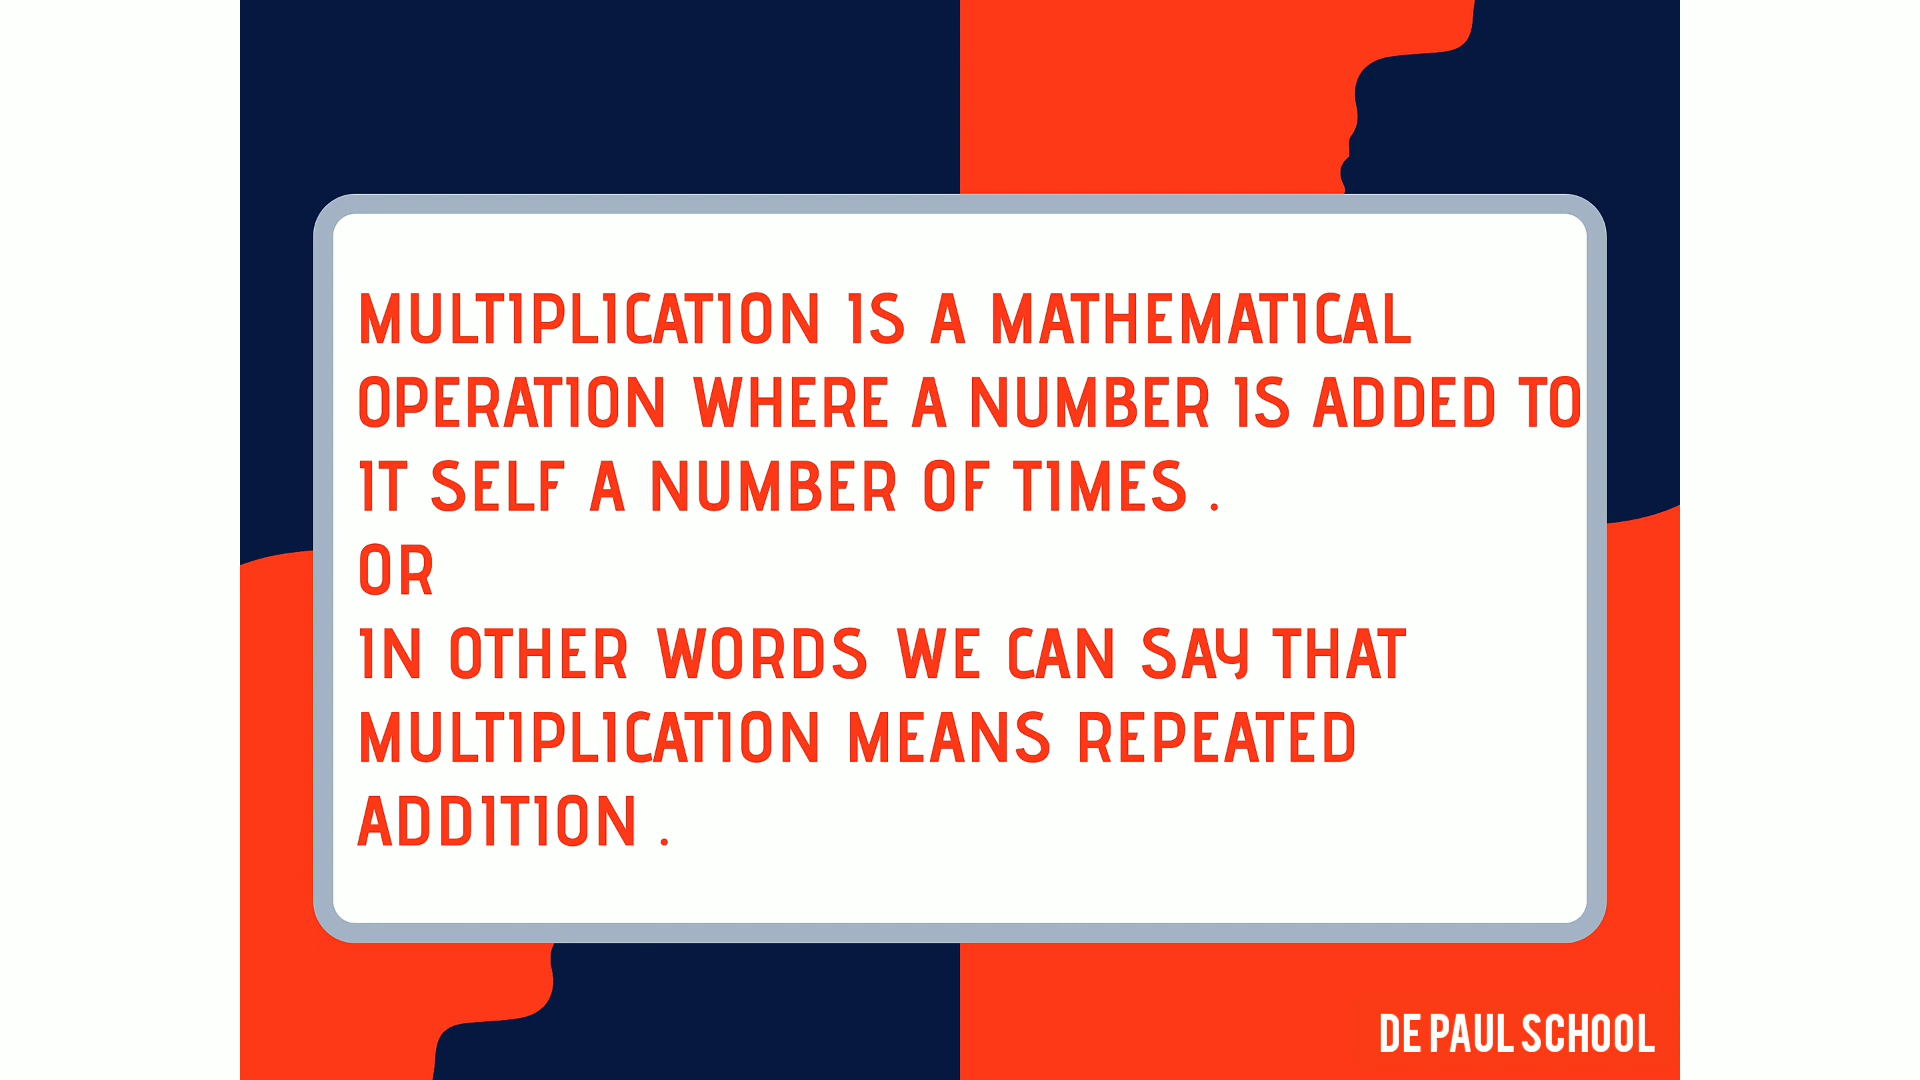 MULTIPLICATION IS A MATHEMATICAL
OPERATION WHERE A NUMBER IS ADDED TO
IT SELF A NUMBER OF TIMES .
OR
IN OTHER WORDS WE CAN SAY THAT
MULTIPLICATION MEANS REPEATED
ADDITION .
DE PAUL SCHOOL